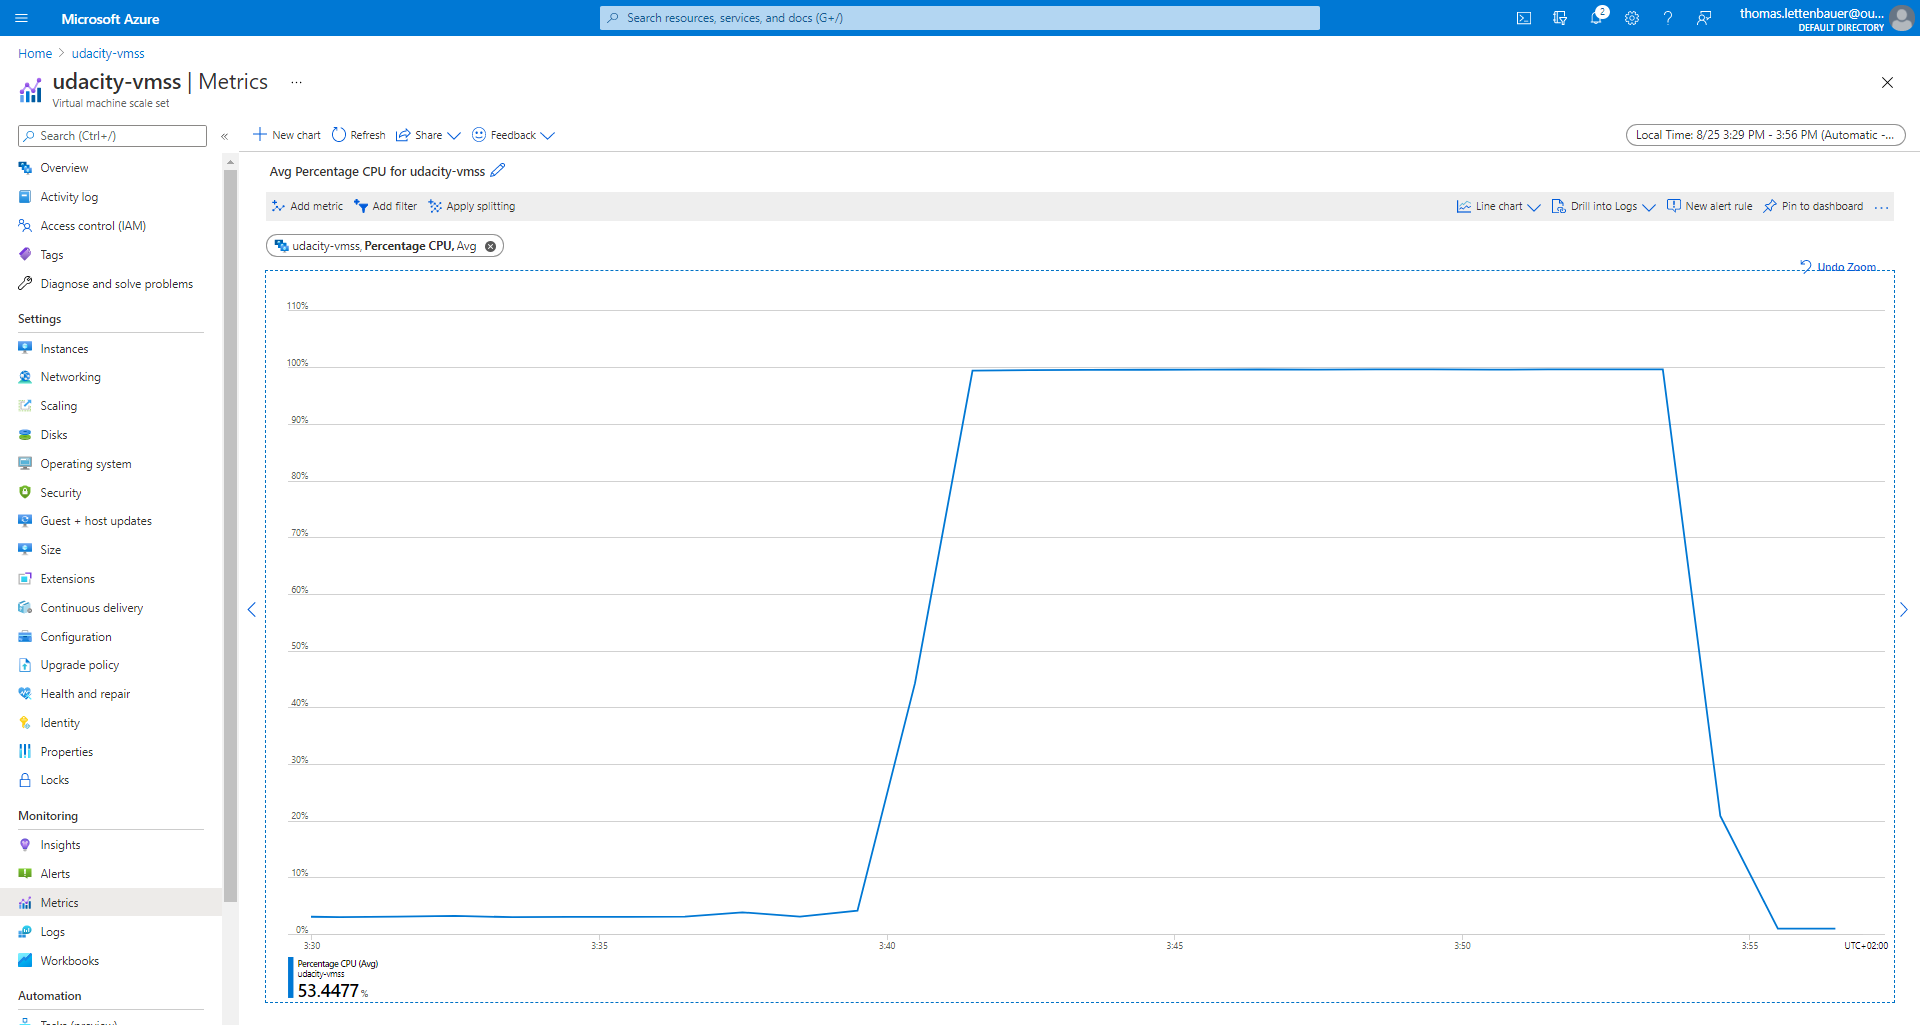 Microsoft Azure
Search resources, services, and docs (G+/)
2
thomas.lettenbauer@ou...
DEFAULT DIRECTORY
Home > udacity-vmss
udacity-vmss | Metrics ...
Virtual machine scale set
Search (Ctrl+/)
«
Overview
Activity log
Access control (IAM)
Tags
Diagnose and solve problems
Settings
Instances
Networking
Scaling
Disks
Operating system
Security
Guest + host updates
Size
Extensions
Continuous delivery
Configuration
Upgrade policy
Health and repair
Identity
Properties
Locks
Monitoring
Insights
Alerts
Metrics
Logs
Workbooks
Automation
Tasks (preview)
New chart Refresh Share Feedback
Local Time: 8/25 3:29 PM - 3:56 PM (Automatic -...
Avg Percentage CPU for udacity-vmss
Add metric Add filter Apply splitting
Line chart Drill into Logs New alert rule Pin to dashboard ...
udacity-vmss, Percentage CPU, Avg
Undo Zoom
110%
100%
90%
80%
70%
60%
50%
40%
30%
20%
10%
0%
3:30 3:35 3:40 3:45 3:50 3:55 UTC+02:00
Percentage CPU (Avg)
udacity-vmss
53.4477 %